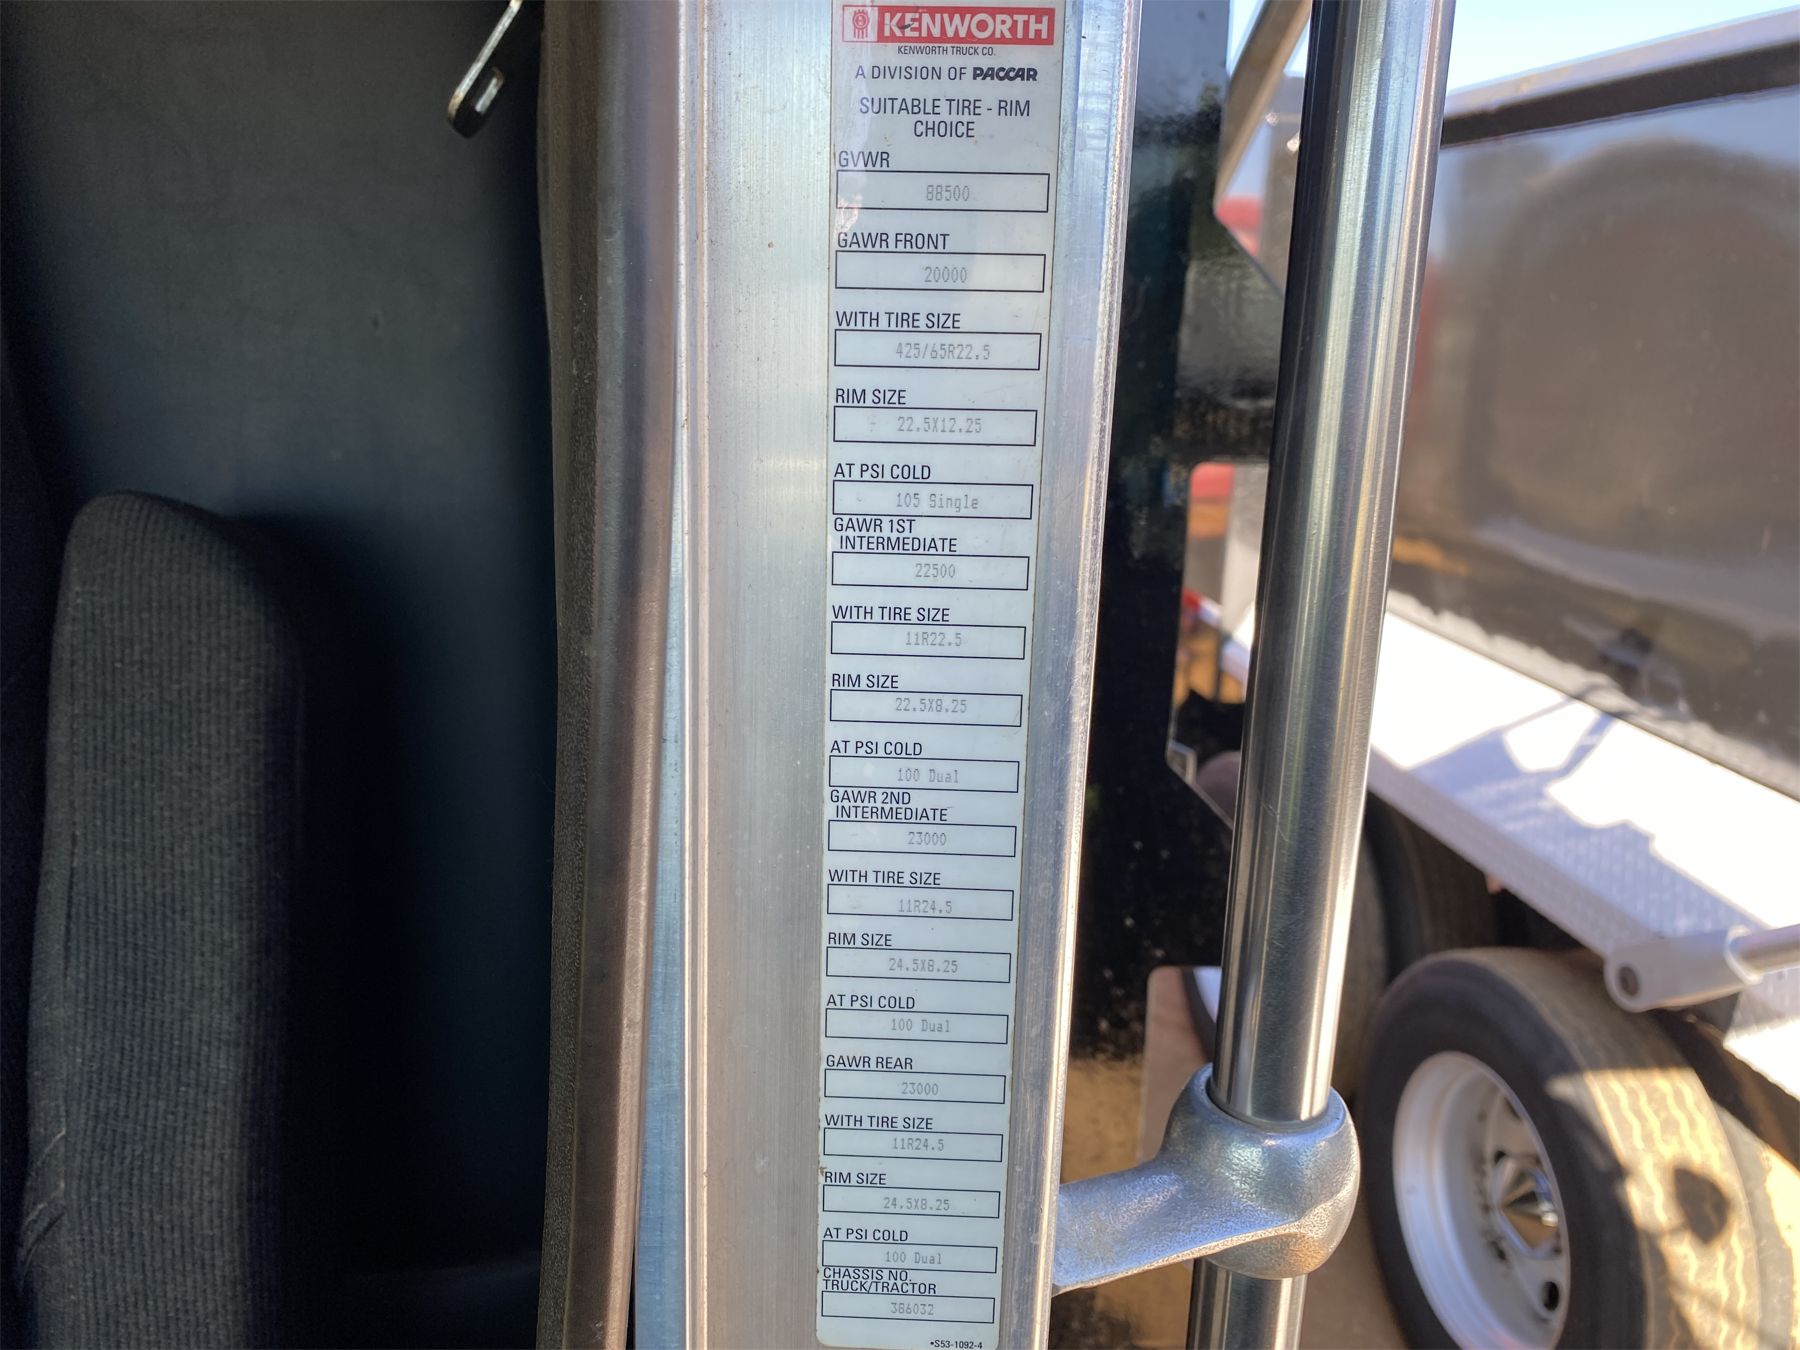 KENWORTH
KENWORTH TRUCK CO.
A DIVISION OF PACCAR
SUITABLE TIRE - RIM
CHOICE
GVWR
88500
GAWR FRONT
20000
WITH TIRE SIZE
425/65R22.5
RIM SIZE
22.5X12.25
AT PSI COLD
105 Single
GAWR 1ST
INTERMEDIATE
22500
WITH TIRE SIZE
11R22.5
RIM SIZE
22.5X8.25
AT PSI COLD
100 Dual
GAWR 2ND
INTERMEDIATE
23000
WITH TIRE SIZE
11R24.5
RIM SIZE
24.5X8.25
AT PSI COLD
100 Dual
GAWR REAR
23000
WITH TIRE SIZE
11R24.5
RIM SIZE
24.5X8.25
AT PSI COLD
100 Dual
CHASSIS NO.
TRUCK/TRACTOR
386032
•S53-1092-4